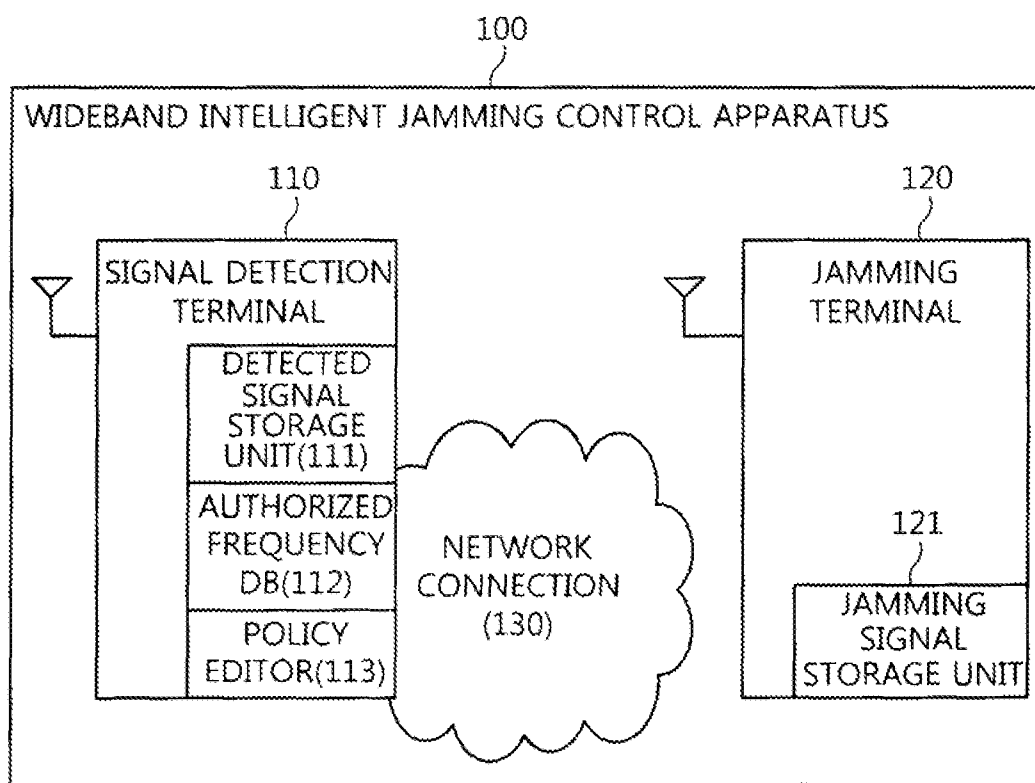 100
WIDEBAND INTELLIGENT JAMMING CONTROL APPARATUS
110
SIGNAL DETECTION
TERMINAL
DETECTED
SIGNAL
STORAGE
UNIT(111)
AUTHORIZED
FREQUENCY
DB(112)
POLICY
EDITOR(113)
NETWORK
CONNECTION
(130)
120
JAMMING
TERMINAL
121
JAMMING
SIGNAL
STORAGE UNIT